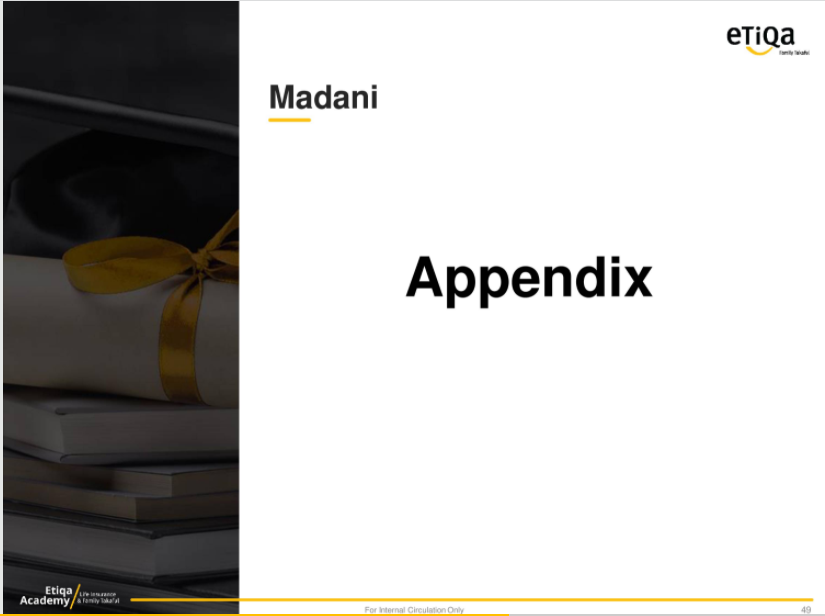 eTiQa
Family Takaful
Madani
Appendix
Etiqa
Academy
Life Insurance
& Family Takaful
For Internal Circulation Only
49